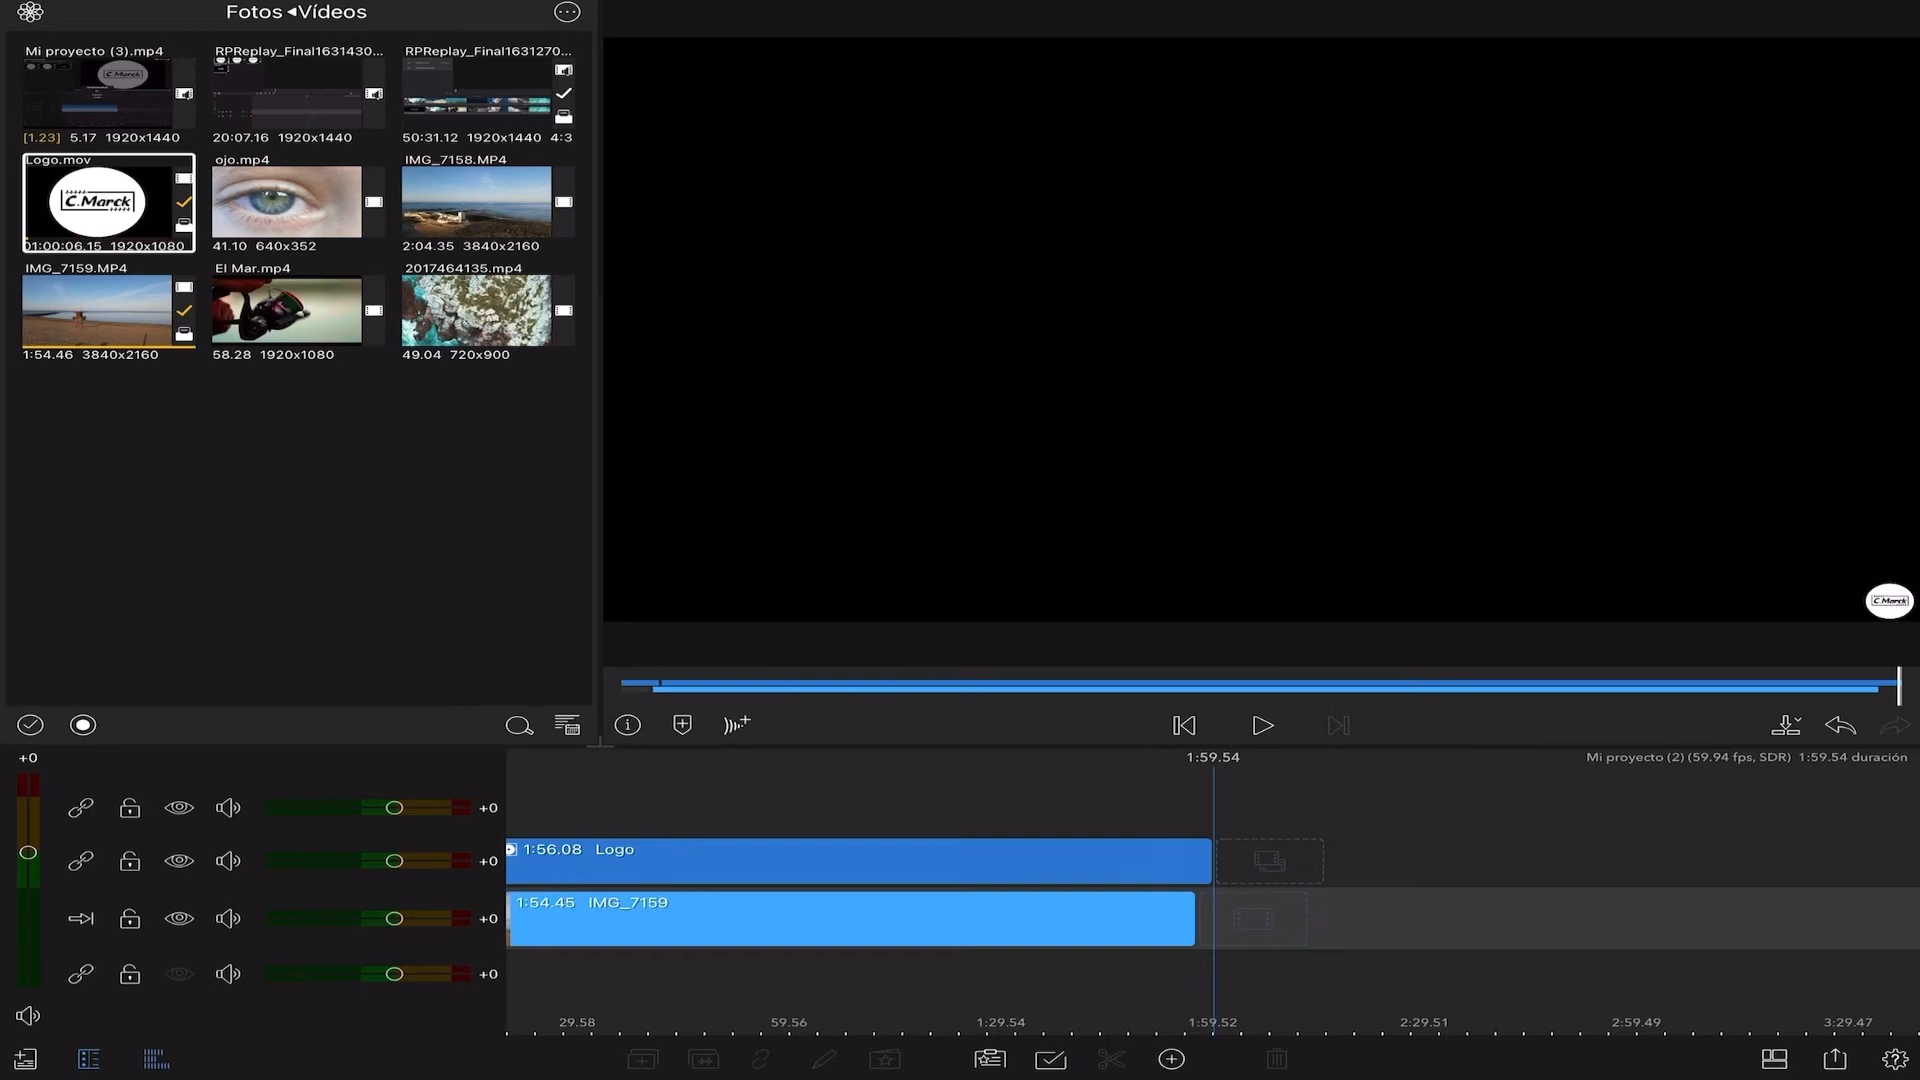 Fotos ◂Vídeos
Mi proyecto (3).mp4
RPReplay_Final1631430...
RPReplay_Final1631270...
C.Marck
[1.23] 5.17 1920x1440
20:07.16 1920x1440
50:31.12 1920x1440 4:3
Logo.mov
ojo.mp4
IMG_7158.MP4
C.Marck
01:00:06.15 1920x1080
41.10 640x352
2:04.35 3840x2160
IMG_7159.MP4
El Mar.mp4
2017464135.mp4
1:54.46 3840x2160
58.28 1920x1080
49.04 720x900
C.Marck
+0
1:59.54
Mi proyecto (2) (59.94 fps, SDR) 1:59.54 duración
+0
1:56.08 Logo
+0
1:54.45 IMG_7159
+0
+0
29.58
59.56
1:29.54
1:59.52
2:29.51
2:59.49
3:29.47